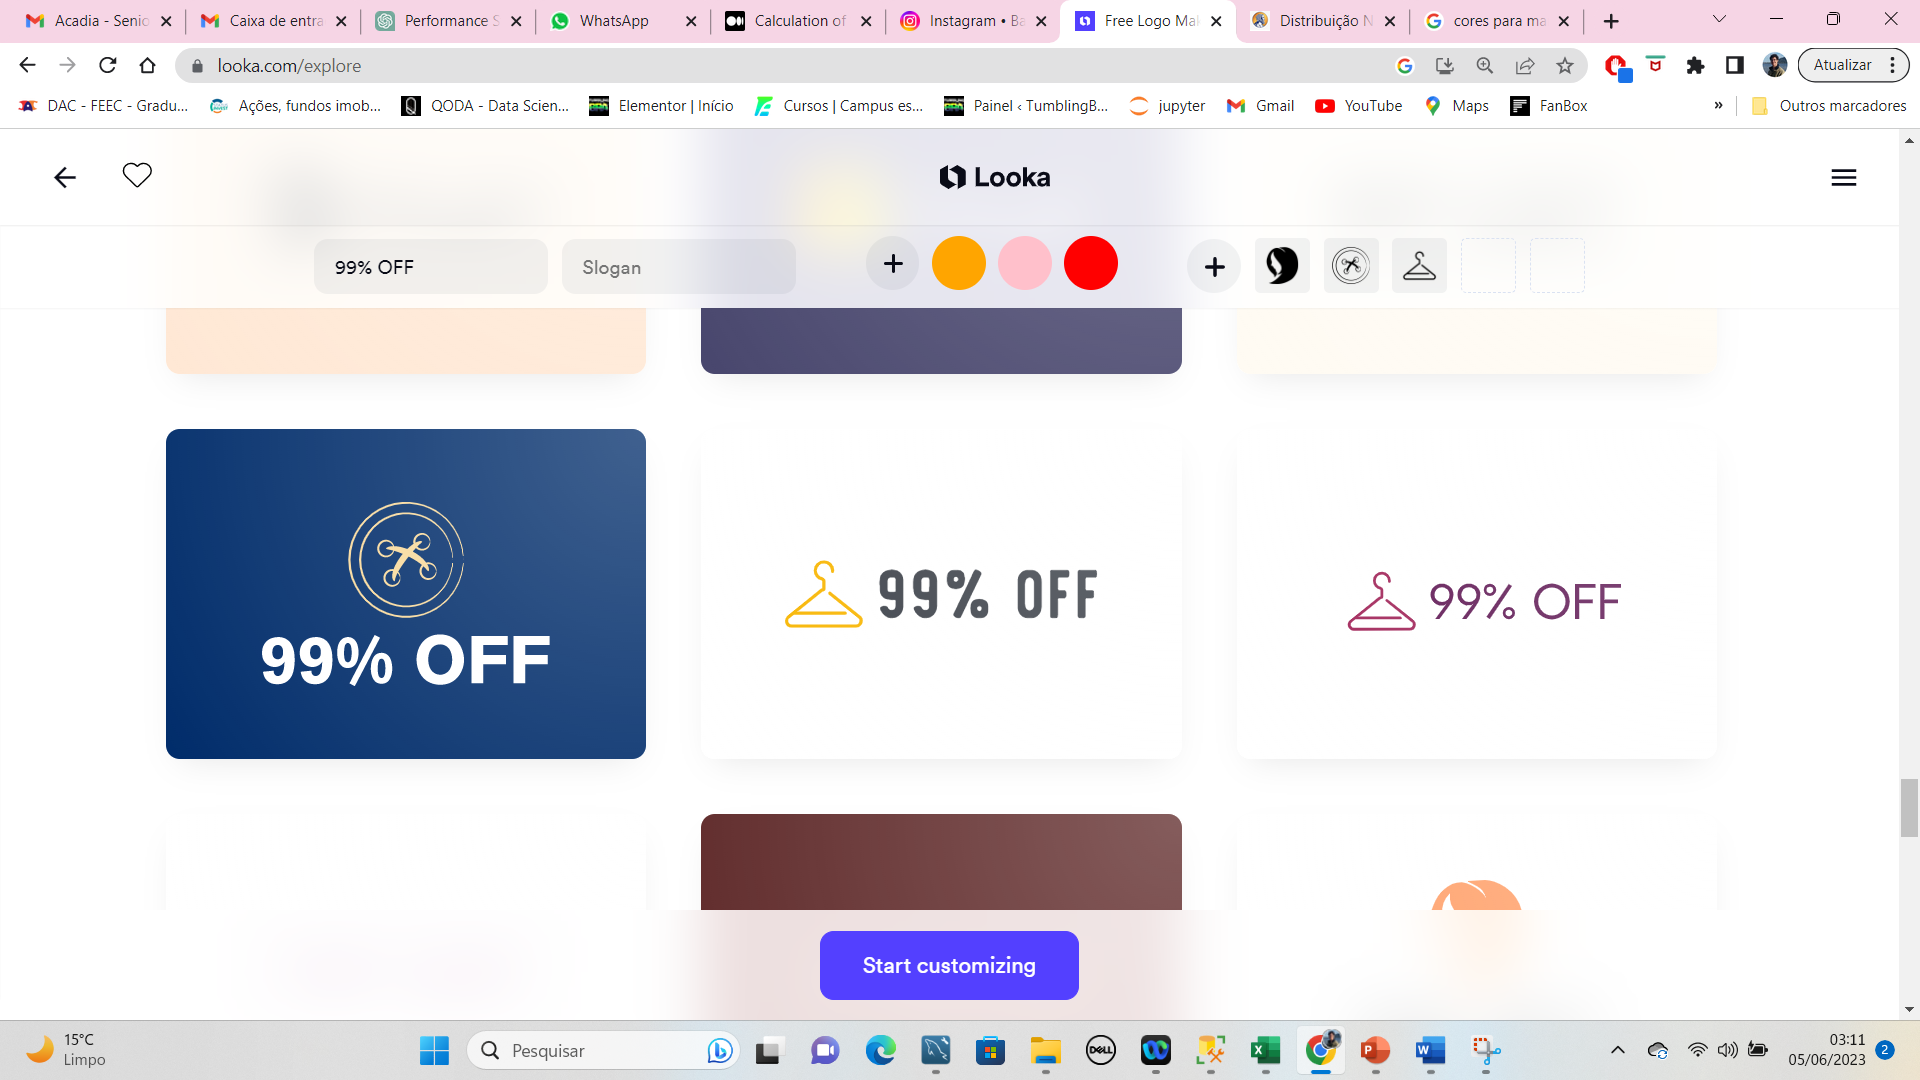 Acadia - Senio
Caixa de entra
Performance S
WhatsApp
Calculation of
Instagram • Ba
Free Logo Mak
Distribuição N
cores para ma
looka.com/explore
Atualizar
DAC - FEEC - Gradu...
Ações, fundos imob...
QODA - Data Scien...
Elementor | Início
Cursos | Campus es...
Painel ‹ TumblingB...
jupyter
Gmail
YouTube
Maps
FanBox
»
Outros marcadores
Looka
99% OFF
Slogan
99% OFF
99% OFF
99% OFF
Start customizing
15°C
Limpo
Pesquisar
DELL
03:11
05/06/2023
2